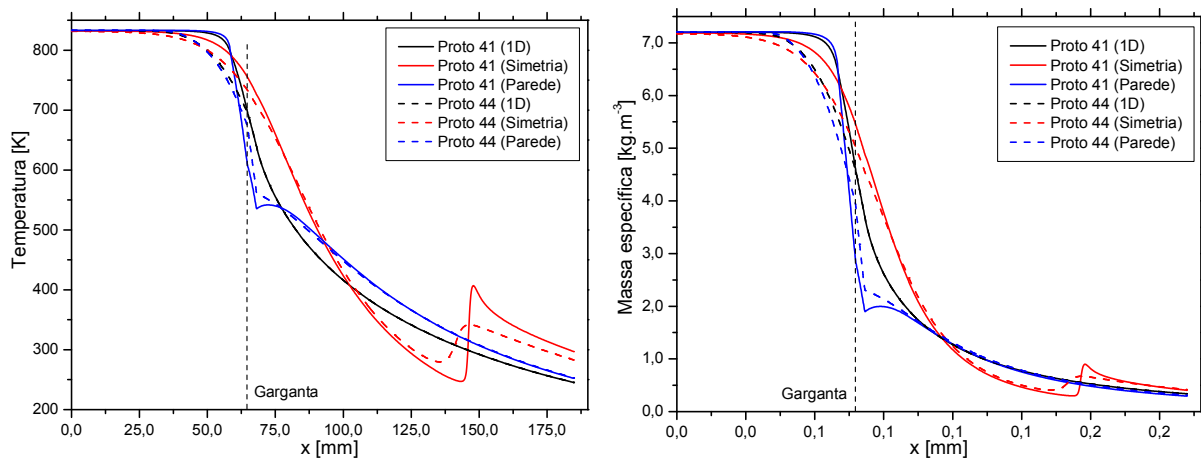 Temperatura [K]
800
700
600
500
400
300
200
0,0
25,0
50,0
75,0
100,0
125,0
150,0
175,0
x [mm]
Garganta
Proto 41 (1D)
Proto 41 (Simetria)
Proto 41 (Parede)
Proto 44 (1D)
Proto 44 (Simetria)
Proto 44 (Parede)
Massa específica [kg.m-3]
7,0
6,0
5,0
4,0
3,0
2,0
1,0
0,0
0,0
0,0
0,1
0,1
0,1
0,1
0,2
0,2
x [mm]
Garganta
Proto 41 (1D)
Proto 41 (Simetria)
Proto 41 (Parede)
Proto 44 (1D)
Proto 44 (Simetria)
Proto 44 (Parede)